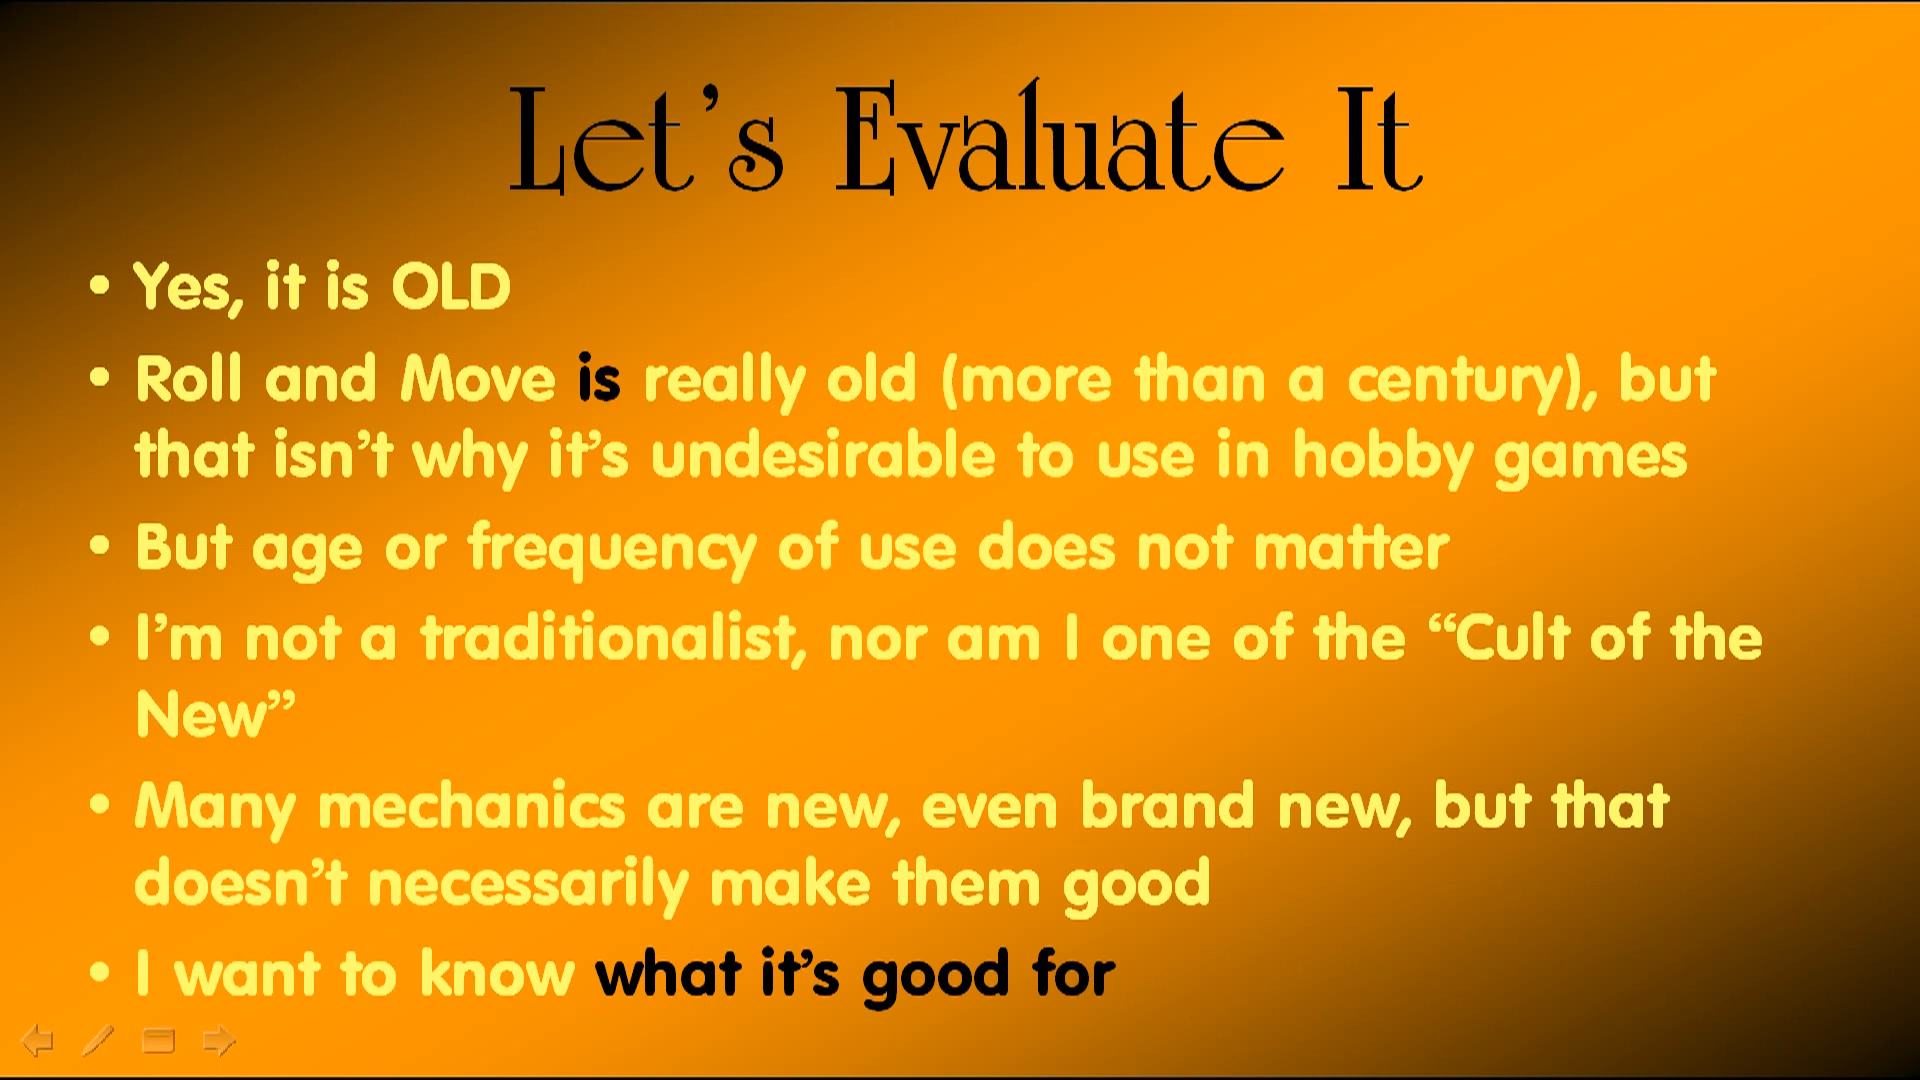 Let’s Evaluate It
• Yes, it is OLD
• Roll and Move is really old (more than a century), but
that isn’t why it’s undesirable to use in hobby games
• But age or frequency of use does not matter
• I’m not a traditionalist, nor am I one of the “Cult of the
New”
• Many mechanics are new, even brand new, but that
doesn’t necessarily make them good
• I want to know what it’s good for